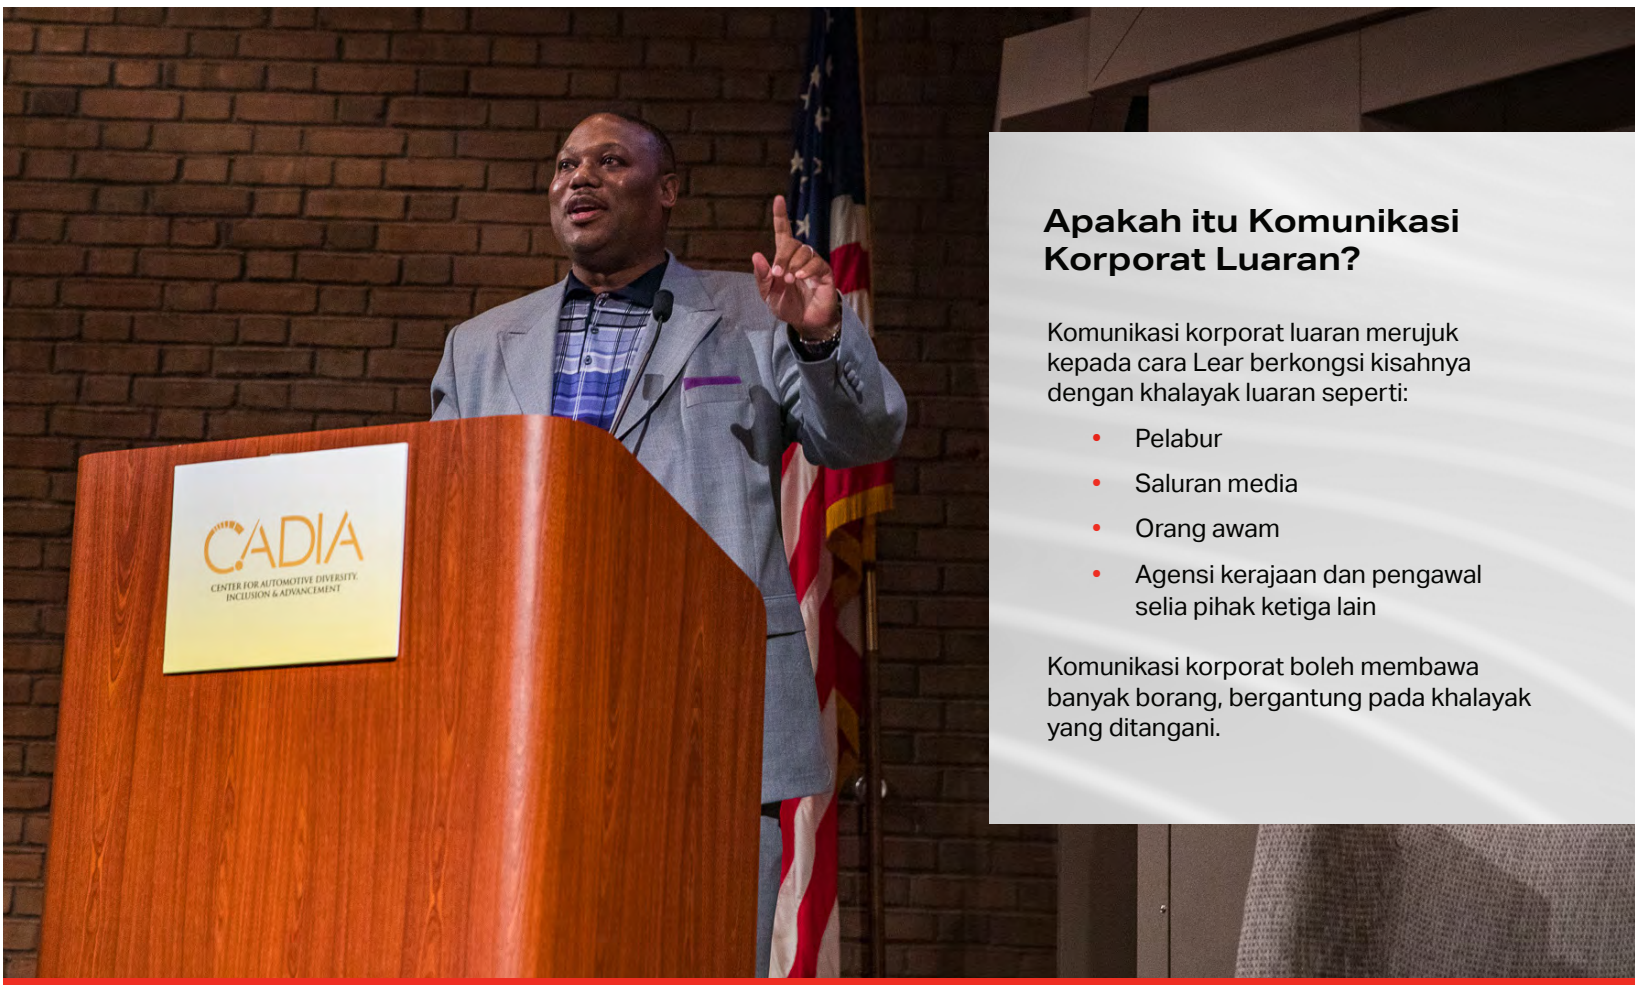 Apakah itu Komunikasi
Korporat Luaran?
Komunikasi korporat luaran merujuk
kepada cara Lear berkongsi kisahnya
dengan khalayak luaran seperti:
• Pelabur
• Saluran media
• Orang awam
• Agensi kerajaan dan pengawal
selia pihak ketiga lain
Komunikasi korporat boleh membawa
banyak borang, bergantung pada khalayak
yang ditangani.
CADIA
CENTER FOR AUTOMOTIVE DIVERSITY,
INCLUSION & ADVANCEMENT